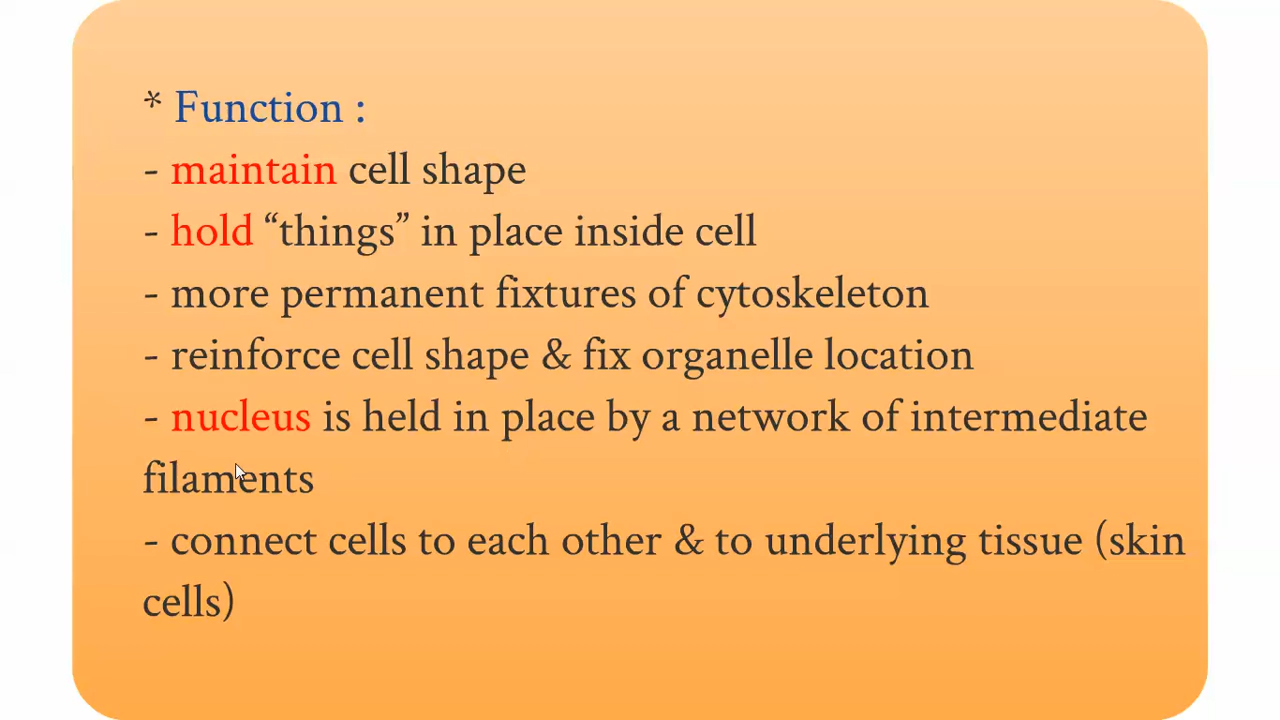 * Function :
- maintain cell shape
- hold “things” in place inside cell
- more permanent fixtures of cytoskeleton
- reinforce cell shape & fix organelle location
- nucleus is held in place by a network of intermediate
filaments
- connect cells to each other & to underlying tissue (skin
cells)